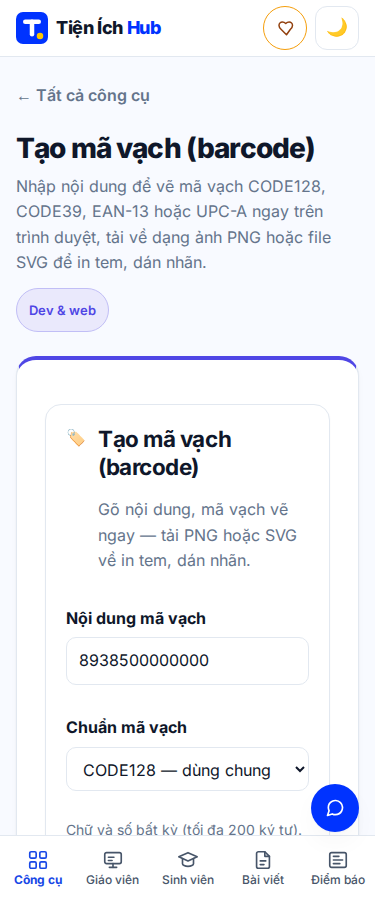 Tiện Ích Hub
← Tất cả công cụ
Tạo mã vạch (barcode)
Nhập nội dung để vẽ mã vạch CODE128,
CODE39, EAN-13 hoặc UPC-A ngay trên
trình duyệt, tải về dạng ảnh PNG hoặc file
SVG để in tem, dán nhãn.
Dev & web
Tạo mã vạch
(barcode)
Gõ nội dung, mã vạch vẽ
ngay — tải PNG hoặc SVG
về in tem, dán nhãn.
Nội dung mã vạch
8938500000000
Chuẩn mã vạch
CODE128 — dùng chung
Chữ và số bất kỳ (tối đa 200 ký tự).
Công cụ
Giáo viên
Sinh viên
Bài viết
Điểm báo